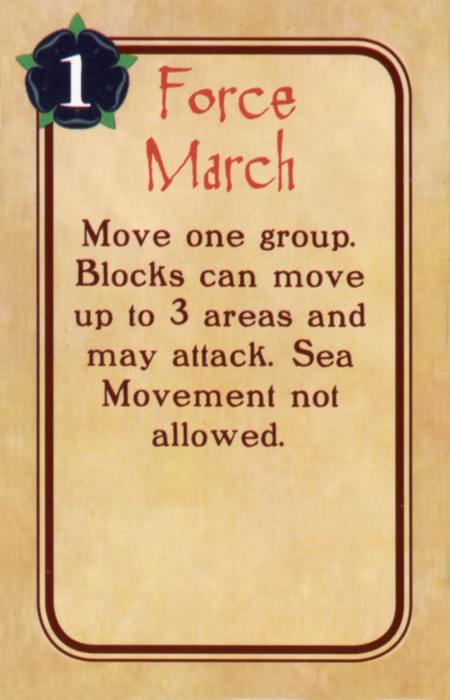 1
Force
March
Move one group.
Blocks can move
up to 3 areas and
may attack. Sea
Movement not
allowed.